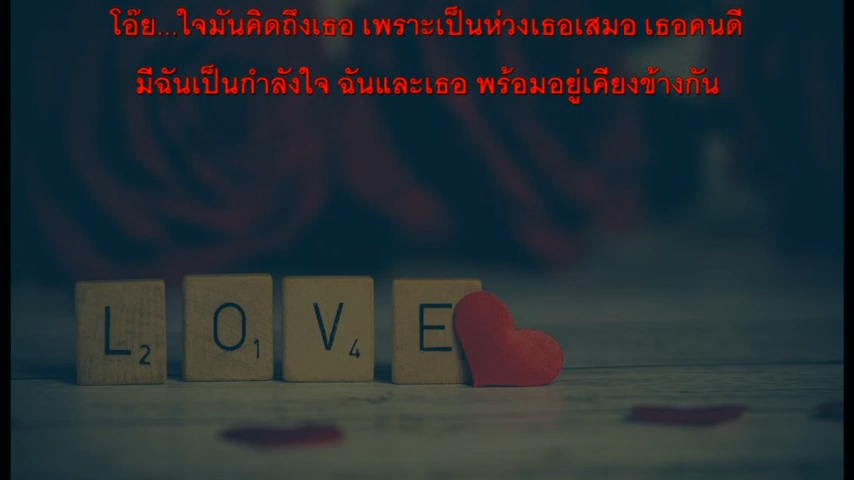 โอ๊ย...ใจมันคิดถึงเธอ เพราะเป็นห่วงเธอเสมอ เธอคนดี
มีฉันเป็นกำลังใจ ฉันและเธอ พร้อมอยู่เคียงข้างกัน
L2 O1 V4 E